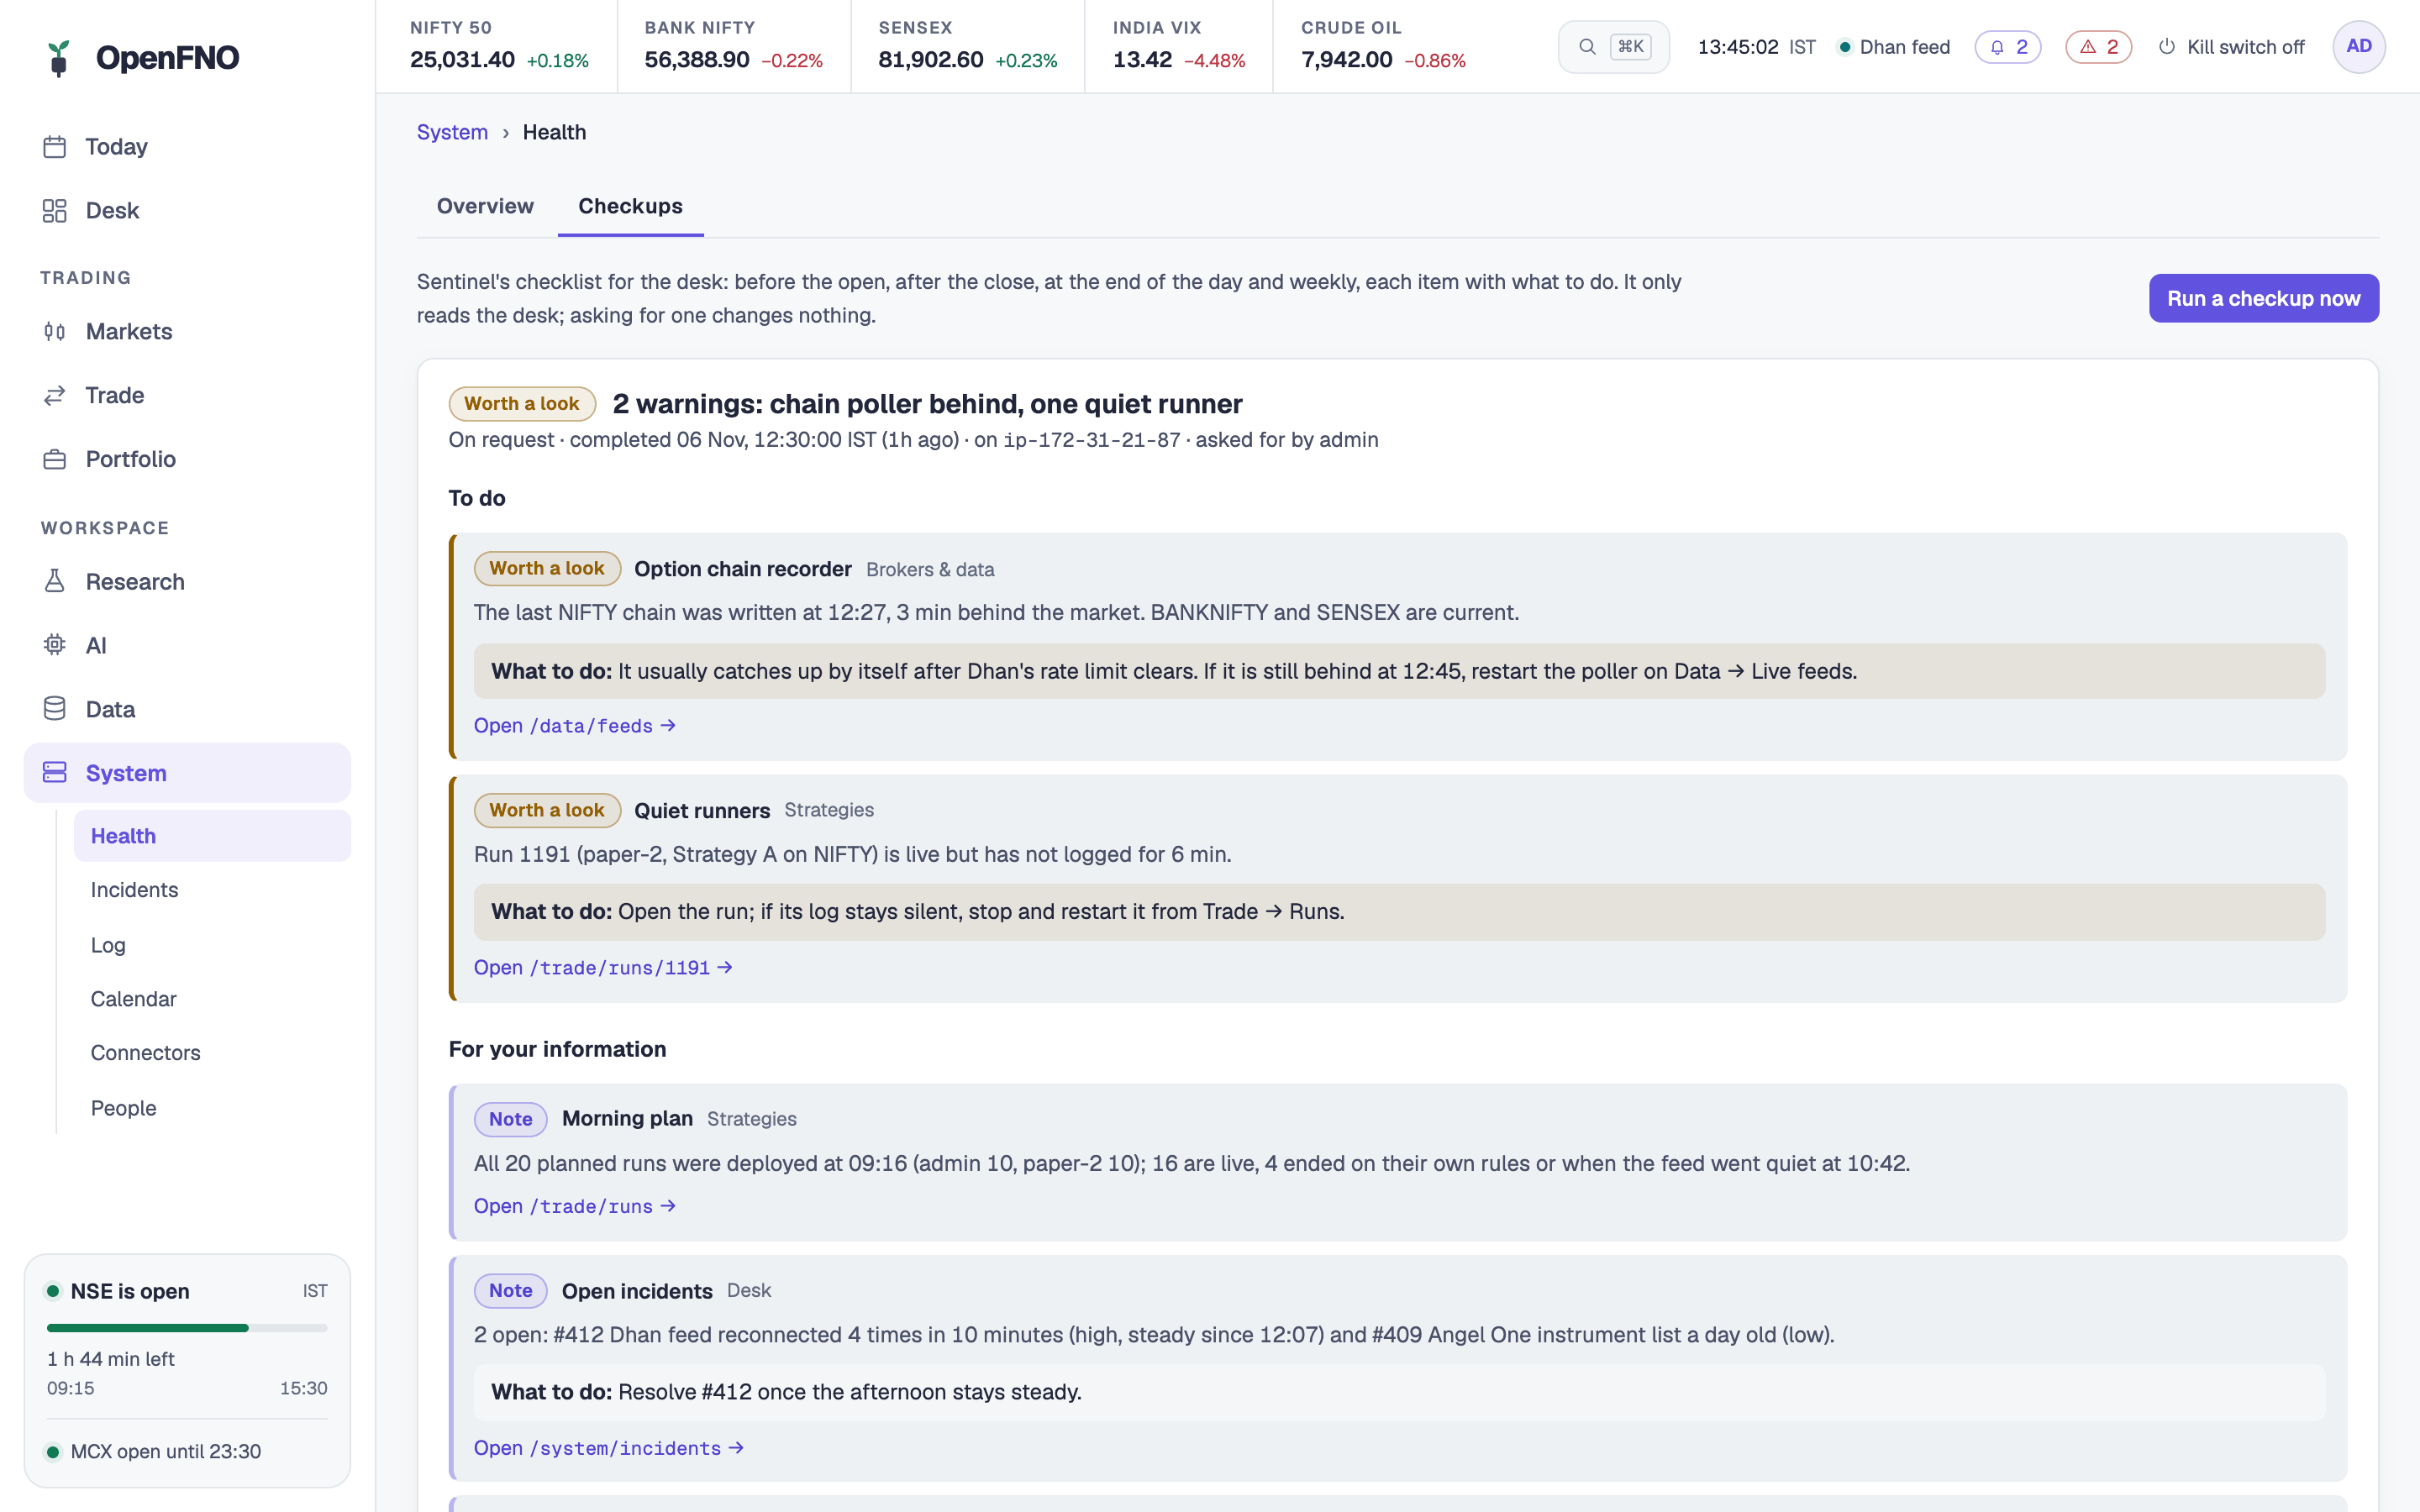 OpenFNO
Today
Desk
TRADING
Markets
Trade
Portfolio
WORKSPACE
Research
AI
Data
System
Health
Incidents
Log
Calendar
Connectors
People
NSE is open IST
1 h 44 min left
09:15 15:30
MCX open until 23:30
NIFTY 50
25,031.40 +0.18%
BANK NIFTY
56,388.90 −0.22%
SENSEX
81,902.60 +0.23%
INDIA VIX
13.42 −4.48%
CRUDE OIL
7,942.00 −0.86%
⌘K
13:45:02 IST
Dhan feed
2
2
Kill switch off
AD
System › Health
Overview Checkups
Sentinel's checklist for the desk: before the open, after the close, at the end of the day and weekly, each item with what to do. It only
reads the desk; asking for one changes nothing.
Run a checkup now
Worth a look 2 warnings: chain poller behind, one quiet runner
On request · completed 06 Nov, 12:30:00 IST (1h ago) · on ip-172-31-21-87 · asked for by admin
To do
Worth a look Option chain recorder Brokers & data
The last NIFTY chain was written at 12:27, 3 min behind the market. BANKNIFTY and SENSEX are current.
What to do: It usually catches up by itself after Dhan's rate limit clears. If it is still behind at 12:45, restart the poller on Data → Live feeds.
Open /data/feeds →
Worth a look Quiet runners Strategies
Run 1191 (paper-2, Strategy A on NIFTY) is live but has not logged for 6 min.
What to do: Open the run; if its log stays silent, stop and restart it from Trade → Runs.
Open /trade/runs/1191 →
For your information
Note Morning plan Strategies
All 20 planned runs were deployed at 09:16 (admin 10, paper-2 10); 16 are live, 4 ended on their own rules or when the feed went quiet at 10:42.
Open /trade/runs →
Note Open incidents Desk
2 open: #412 Dhan feed reconnected 4 times in 10 minutes (high, steady since 12:07) and #409 Angel One instrument list a day old (low).
What to do: Resolve #412 once the afternoon stays steady.
Open /system/incidents →